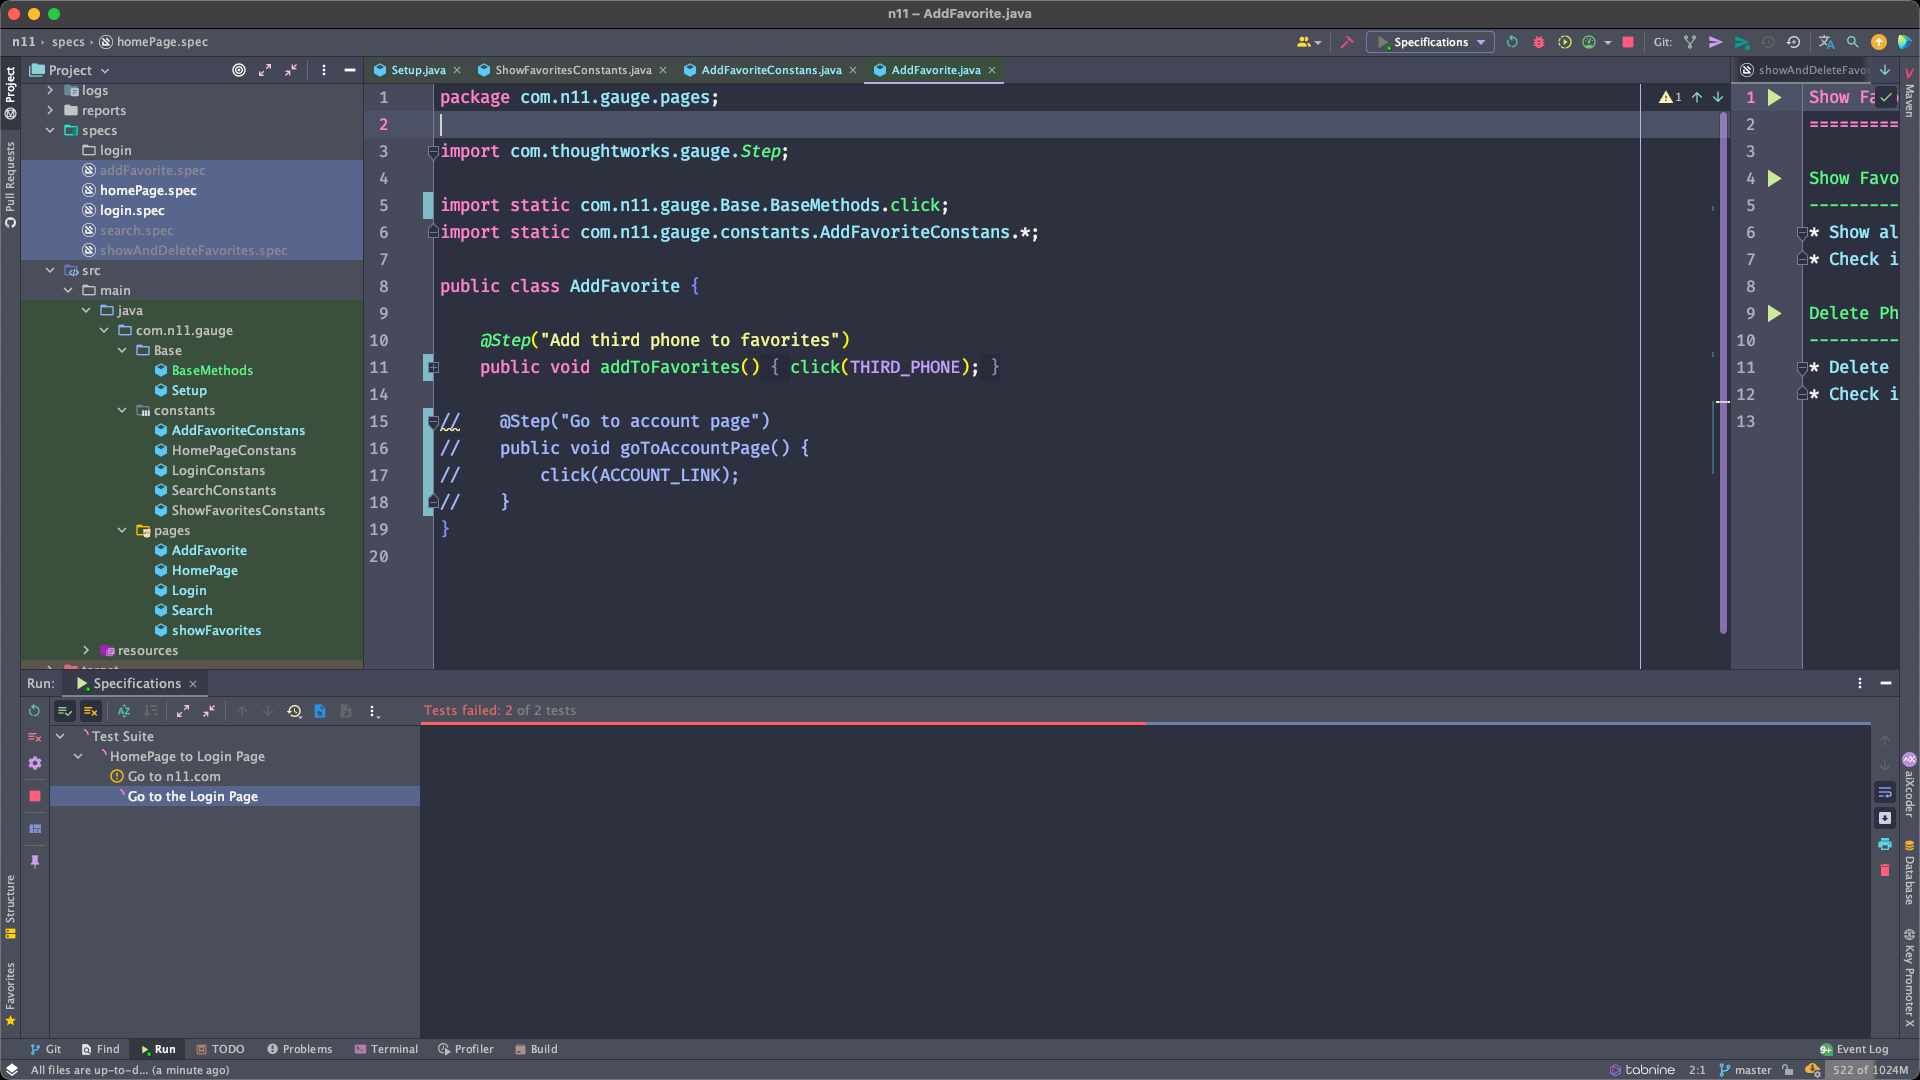 n11 – AddFavorite.java
n11 › specs › homePage.spec
Specifications
Git:
Project
Setup.java
ShowFavoritesConstants.java
AddFavoriteConstans.java
AddFavorite.java
showAndDeleteFavor
logs
reports
specs
login
addFavorite.spec
homePage.spec
login.spec
search.spec
showAndDeleteFavorites.spec
src
main
java
com.n11.gauge
Base
BaseMethods
Setup
constants
AddFavoriteConstans
HomePageConstans
LoginConstans
SearchConstants
ShowFavoritesConstants
pages
AddFavorite
HomePage
Login
Search
showFavorites
resources
1 package com.n11.gauge.pages;
2
3 import com.thoughtworks.gauge.Step;
4
5 import static com.n11.gauge.Base.BaseMethods.click;
6 import static com.n11.gauge.constants.AddFavoriteConstans.*;
7
8 public class AddFavorite {
9
10 @Step("Add third phone to favorites")
11 public void addToFavorites() { click(THIRD_PHONE); }
14
15 // @Step("Go to account page")
16 // public void goToAccountPage() {
17 // click(ACCOUNT_LINK);
18 // }
19 }
20
1
1 Show Fa
2 =========
3
4 Show Favo
5 ---------
6 * Show al
7 * Check i
8
9 Delete Ph
10 ---------
11 * Delete
12 * Check i
13
Project
Pull Requests
Structure
Favorites
Maven
aiXcoder
Database
Key Promoter X
Run: Specifications
Tests failed: 2 of 2 tests
Test Suite
HomePage to Login Page
Go to n11.com
Go to the Login Page
Git Find Run TODO Problems Terminal Profiler Build
9+ Event Log
All files are up-to-d... (a minute ago)
tabnine 2:1 master 522 of 1024M